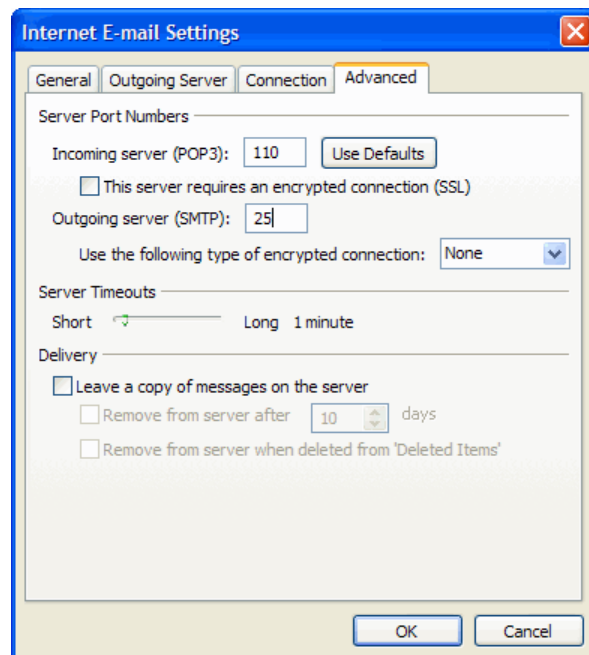 Internet E-mail Settings
General Outgoing Server Connection Advanced
Server Port Numbers
Incoming server (POP3): 110 Use Defaults
This server requires an encrypted connection (SSL)
Outgoing server (SMTP): 25
Use the following type of encrypted connection: None
Server Timeouts
Short Long 1 minute
Delivery
Leave a copy of messages on the server
Remove from server after 10 days
Remove from server when deleted from 'Deleted Items'
OK Cancel